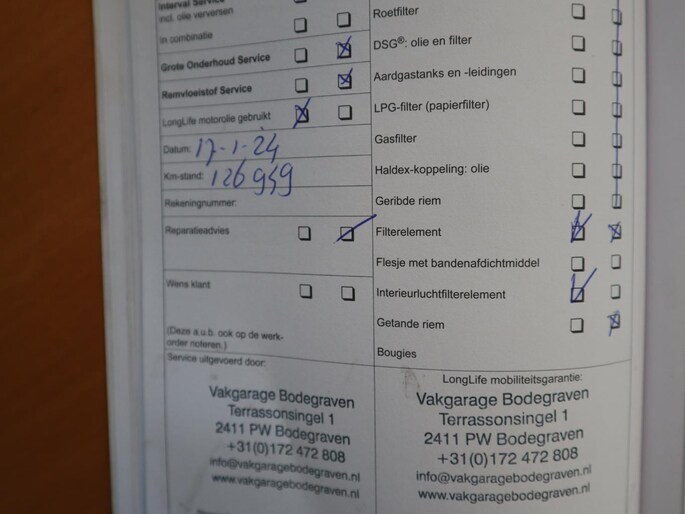 Interval Service
incl. olie verversen
In combinatie
Grote Onderhoud Service
Remvloeistof Service
LongLife motorolie gebruikt
Datum: 17-1-24
Km-stand: 126959
Rekeningnummer:
Reparatieadvies
Wens klant
(Deze a.u.b. ook op de werk-
order noteren.)
Service uitgevoerd door:
Vakgarage Bodegraven
Terrassonsingel 1
2411 PW Bodegraven
+31(0)172 472 808
info@vakgaragebodegraven.nl
www.vakgaragebodegraven.nl
Roetfilter
DSG®: olie en filter
Aardgastanks en -leidingen
LPG-filter (papierfilter)
Gasfilter
Haldex-koppeling: olie
Geribde riem
Filterelement
Flesje met bandenafdichtmiddel
Interieurluchtfilterelement
Getande riem
Bougies
LongLife mobiliteitsgarantie:
Vakgarage Bodegraven
Terrassonsingel 1
2411 PW Bodegraven
+31(0)172 472 808
info@vakgaragebodegraven.nl
www.vakgaragebodegraven.nl